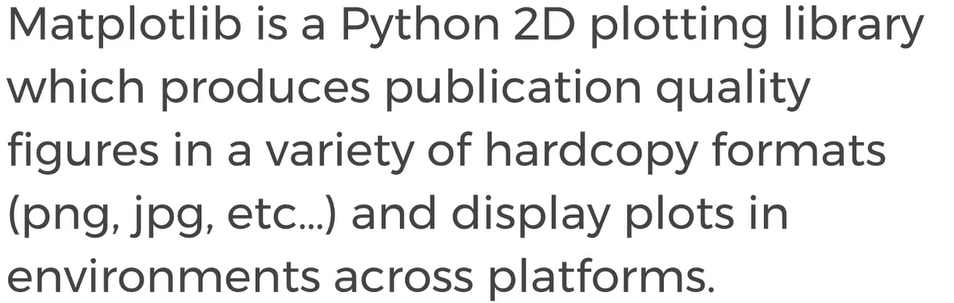 Matplotlib is a Python 2D plotting library
which produces publication quality
figures in a variety of hardcopy formats
(png, jpg, etc...) and display plots in
environments across platforms.